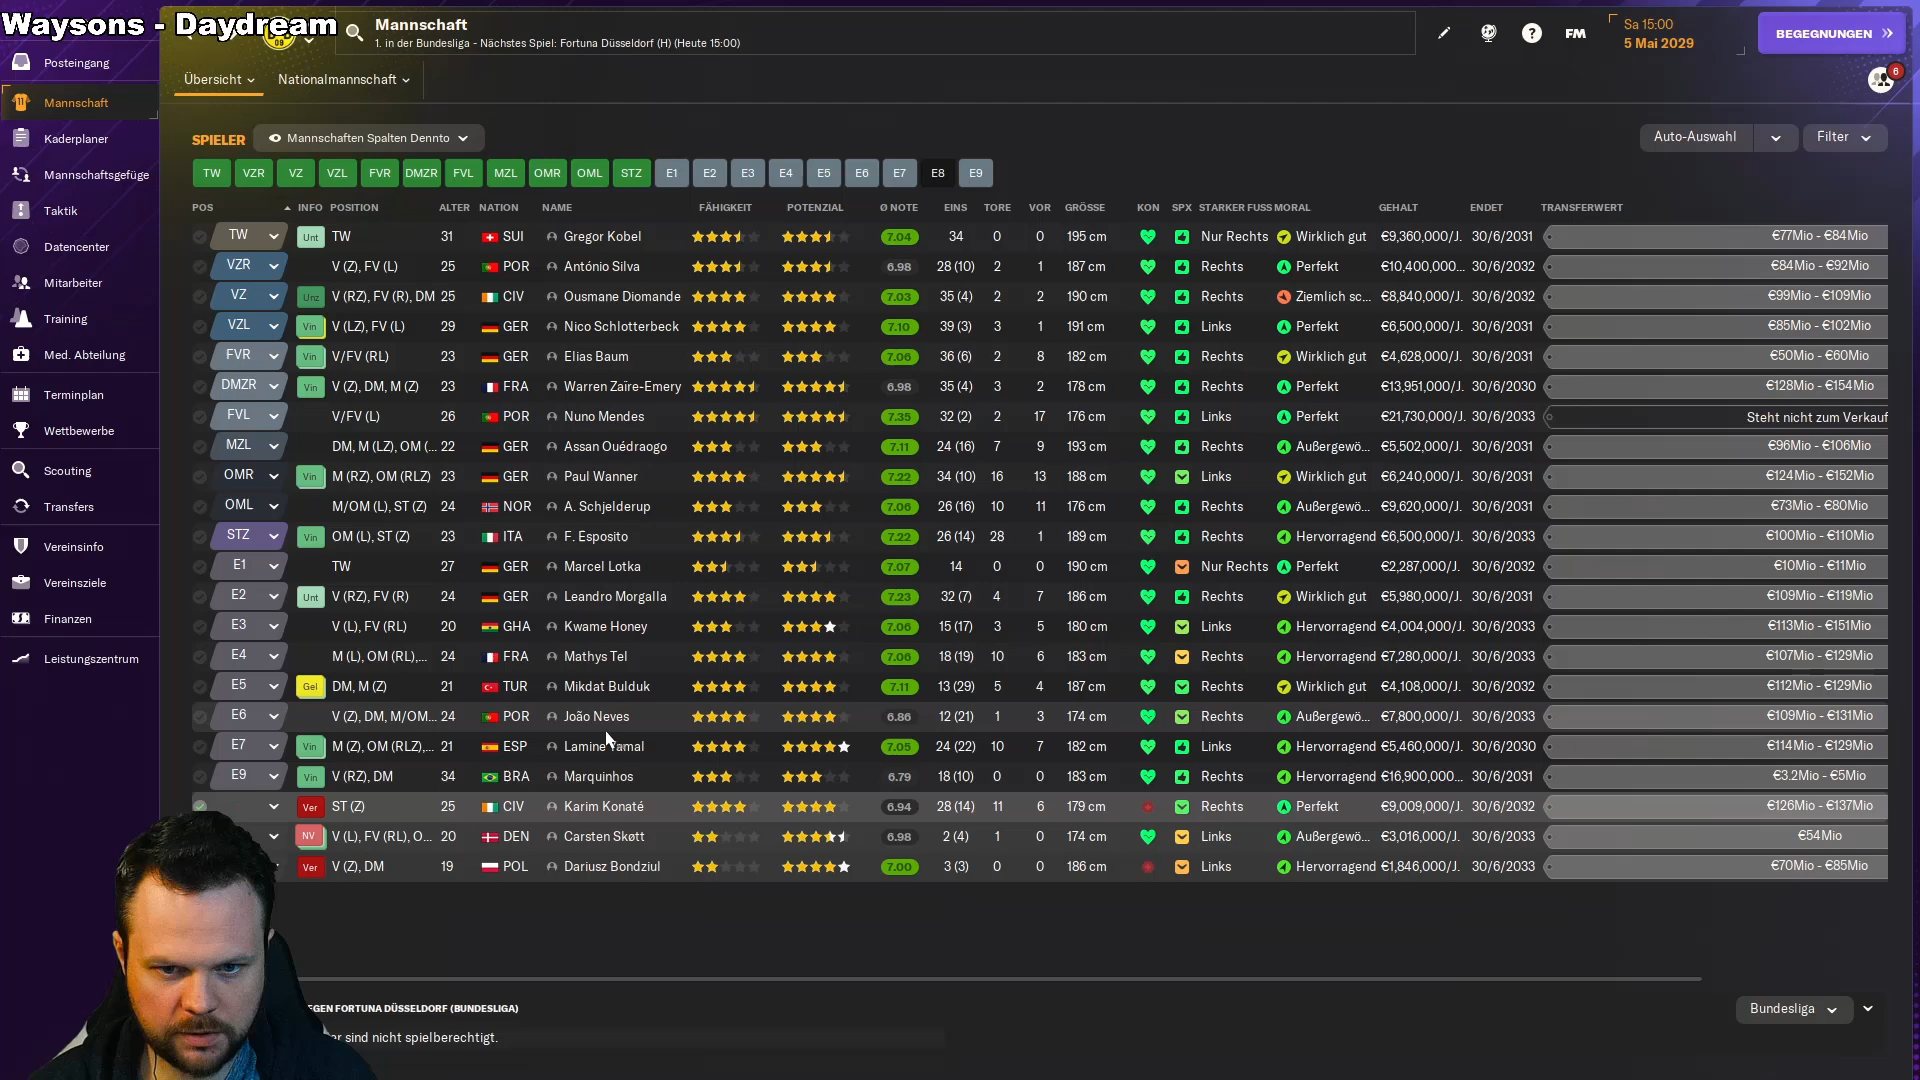 Waysons - Daydream
Mannschaft
1. in der Bundesliga - Nächstes Spiel: Fortuna Düsseldorf (H) (Heute 15:00)
FM
Sa 15:00
5 Mai 2029
BEGEGNUNGEN
6
Posteingang
Mannschaft
Kaderplaner
Mannschaftsgefüge
Taktik
Datencenter
Mitarbeiter
Training
Med. Abteilung
Terminplan
Wettbewerbe
Scouting
Transfers
Vereinsinfo
Vereinsziele
Finanzen
Leistungszentrum
Übersicht Nationalmannschaft
SPIELER Mannschaften Spalten Dennto Auto-Auswahl Filter
TW VZR VZ VZL FVR DMZR FVL MZL OMR OML STZ E1 E2 E3 E4 E5 E6 E7 E8 E9
POS INFO POSITION ALTER NATION NAME FÄHIGKEIT POTENZIAL Ø NOTE EINS TORE VOR GRÖSSE KON SPX STARKER FUSS MORAL GEHALT ENDET TRANSFERWERT
TW Unt TW 31 SUI Gregor Kobel 7.04 34 0 0 195 cm Nur Rechts Wirklich gut €9,360,000/J. 30/6/2031 €77Mio - €84Mio
VZR V (Z), FV (L) 25 POR António Silva 6.98 28 (10) 2 1 187 cm Rechts Perfekt €10,400,000... 30/6/2032 €84Mio - €92Mio
VZ Unz V (RZ), FV (R), DM 25 CIV Ousmane Diomande 7.03 35 (4) 2 2 190 cm Rechts Ziemlich sc... €8,840,000/J. 30/6/2032 €99Mio - €109Mio
VZL Vin V (LZ), FV (L) 29 GER Nico Schlotterbeck 7.10 39 (3) 3 1 191 cm Links Perfekt €6,500,000/J. 30/6/2031 €85Mio - €102Mio
FVR Vin V/FV (RL) 23 GER Elias Baum 7.06 36 (6) 2 8 182 cm Rechts Wirklich gut €4,628,000/J. 30/6/2031 €50Mio - €60Mio
DMZR Vin V (Z), DM, M (Z) 23 FRA Warren Zaïre-Emery 6.98 35 (4) 3 2 178 cm Rechts Perfekt €13,951,000/J. 30/6/2030 €128Mio - €154Mio
FVL V/FV (L) 26 POR Nuno Mendes 7.35 32 (2) 2 17 176 cm Links Perfekt €21,730,000/J. 30/6/2033 Steht nicht zum Verkauf
MZL DM, M (LZ), OM (... 22 GER Assan Ouédraogo 7.11 24 (16) 7 9 193 cm Rechts Außergewö... €5,502,000/J. 30/6/2031 €96Mio - €106Mio
OMR Vin M (RZ), OM (RLZ) 23 GER Paul Wanner 7.22 34 (10) 16 13 188 cm Links Wirklich gut €6,240,000/J. 30/6/2031 €124Mio - €152Mio
OML M/OM (L), ST (Z) 24 NOR A. Schjelderup 7.06 26 (16) 10 11 176 cm Rechts Außergewö... €9,620,000/J. 30/6/2031 €73Mio - €80Mio
STZ Vin OM (L), ST (Z) 23 ITA F. Esposito 7.22 26 (14) 28 1 189 cm Rechts Hervorragend €6,500,000/J. 30/6/2033 €100Mio - €110Mio
E1 TW 27 GER Marcel Lotka 7.07 14 0 0 190 cm Nur Rechts Perfekt €2,287,000/J. 30/6/2032 €10Mio - €11Mio
E2 Unt V (RZ), FV (R) 24 GER Leandro Morgalla 7.23 32 (7) 4 7 186 cm Rechts Wirklich gut €5,980,000/J. 30/6/2031 €109Mio - €119Mio
E3 V (L), FV (RL) 20 GHA Kwame Honey 7.06 15 (17) 3 5 180 cm Links Hervorragend €4,004,000/J. 30/6/2033 €113Mio - €151Mio
E4 M (L), OM (RL),... 24 FRA Mathys Tel 7.06 18 (19) 10 6 183 cm Rechts Hervorragend €7,280,000/J. 30/6/2033 €107Mio - €129Mio
E5 Gel DM, M (Z) 21 TUR Mikdat Bulduk 7.11 13 (29) 5 4 187 cm Rechts Wirklich gut €4,108,000/J. 30/6/2032 €112Mio - €129Mio
E6 V (Z), DM, M/OM... 24 POR João Neves 6.86 12 (21) 1 3 174 cm Rechts Außergewö... €7,800,000/J. 30/6/2033 €109Mio - €131Mio
E7 Vin M (Z), OM (RLZ),... 21 ESP Lamine Yamal 7.05 24 (22) 10 7 182 cm Links Hervorragend €5,460,000/J. 30/6/2030 €114Mio - €129Mio
E9 Vin V (RZ), DM 34 BRA Marquinhos 6.79 18 (10) 0 0 183 cm Rechts Hervorragend €16,900,000... 30/6/2031 €3.2Mio - €5Mio
Ver ST (Z) 25 CIV Karim Konaté 6.94 28 (14) 11 6 179 cm Rechts Perfekt €9,009,000/J. 30/6/2032 €126Mio - €137Mio
NV V (L), FV (RL), O... 20 DEN Carsten Skøtt 6.98 2 (4) 1 0 174 cm Links Außergewö... €3,016,000/J. 30/6/2033 €54Mio
Ver V (Z), DM 19 POL Dariusz Bondziul 7.00 3 (3) 0 0 186 cm Links Hervorragend €1,846,000/J. 30/6/2033 €70Mio - €85Mio
EGEN FORTUNA DÜSSELDORF (BUNDESLIGA) Bundesliga
er sind nicht spielberechtigt.